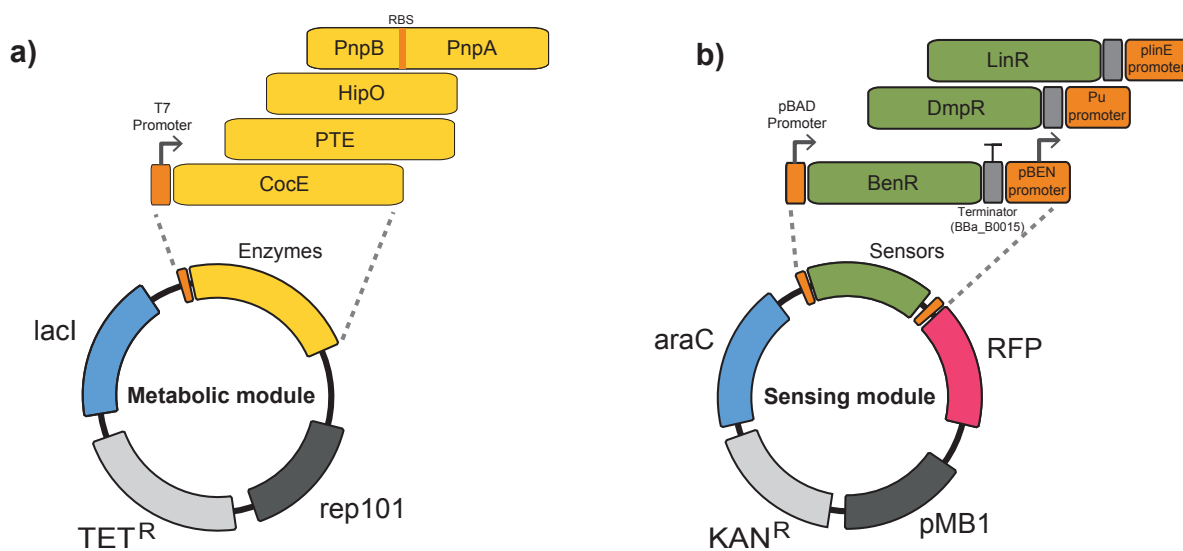 a)
RBS
PnpB PnpA
HipO
T7
Promoter
PTE
CocE
Enzymes
lacI
Metabolic module
rep101
TET^R
b)
LinR
plinE
promoter
DmpR
Pu
promoter
pBAD
Promoter
BenR
pBEN
promoter
Terminator
(BBa_B0015)
Sensors
araC
RFP
Sensing module
KAN^R
pMB1